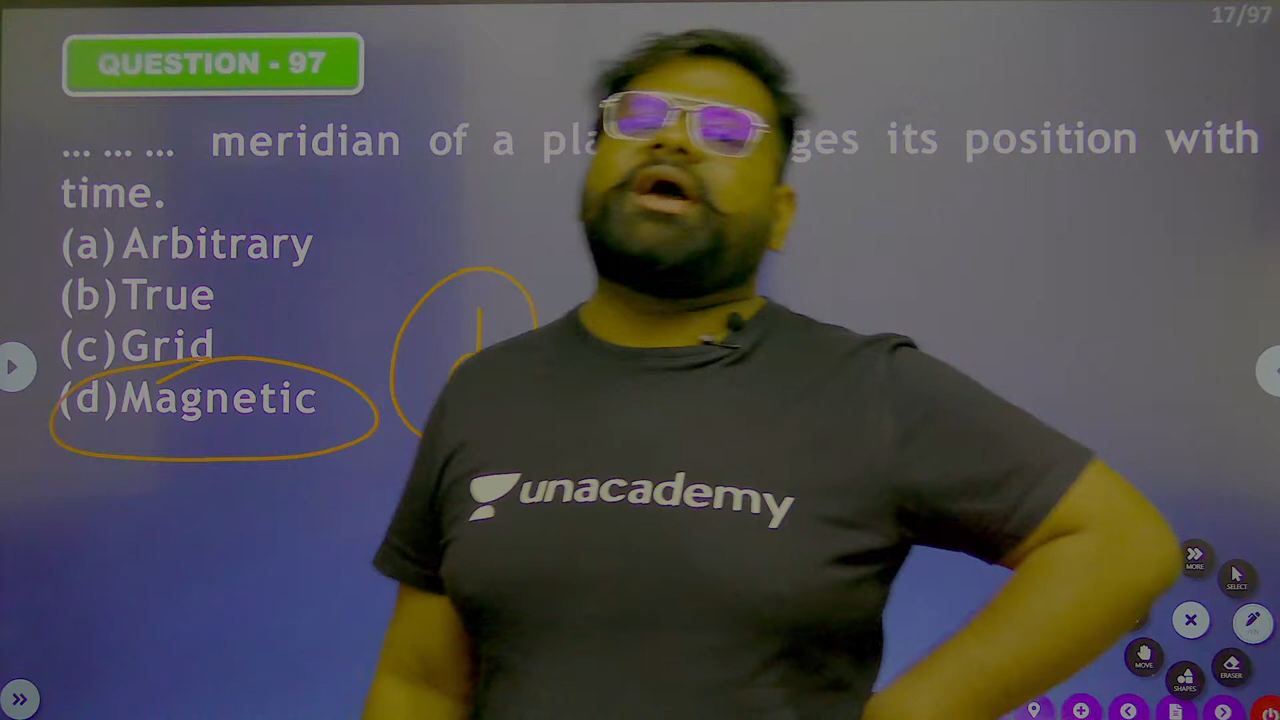 17/97
QUESTION - 97
... ... ... meridian of a pla ges its position with
time.
(a) Arbitrary
(b) True
(c) Grid
(d) Magnetic
unacademy
MORE
SELECT
MOVE
SHAPES
ERASER